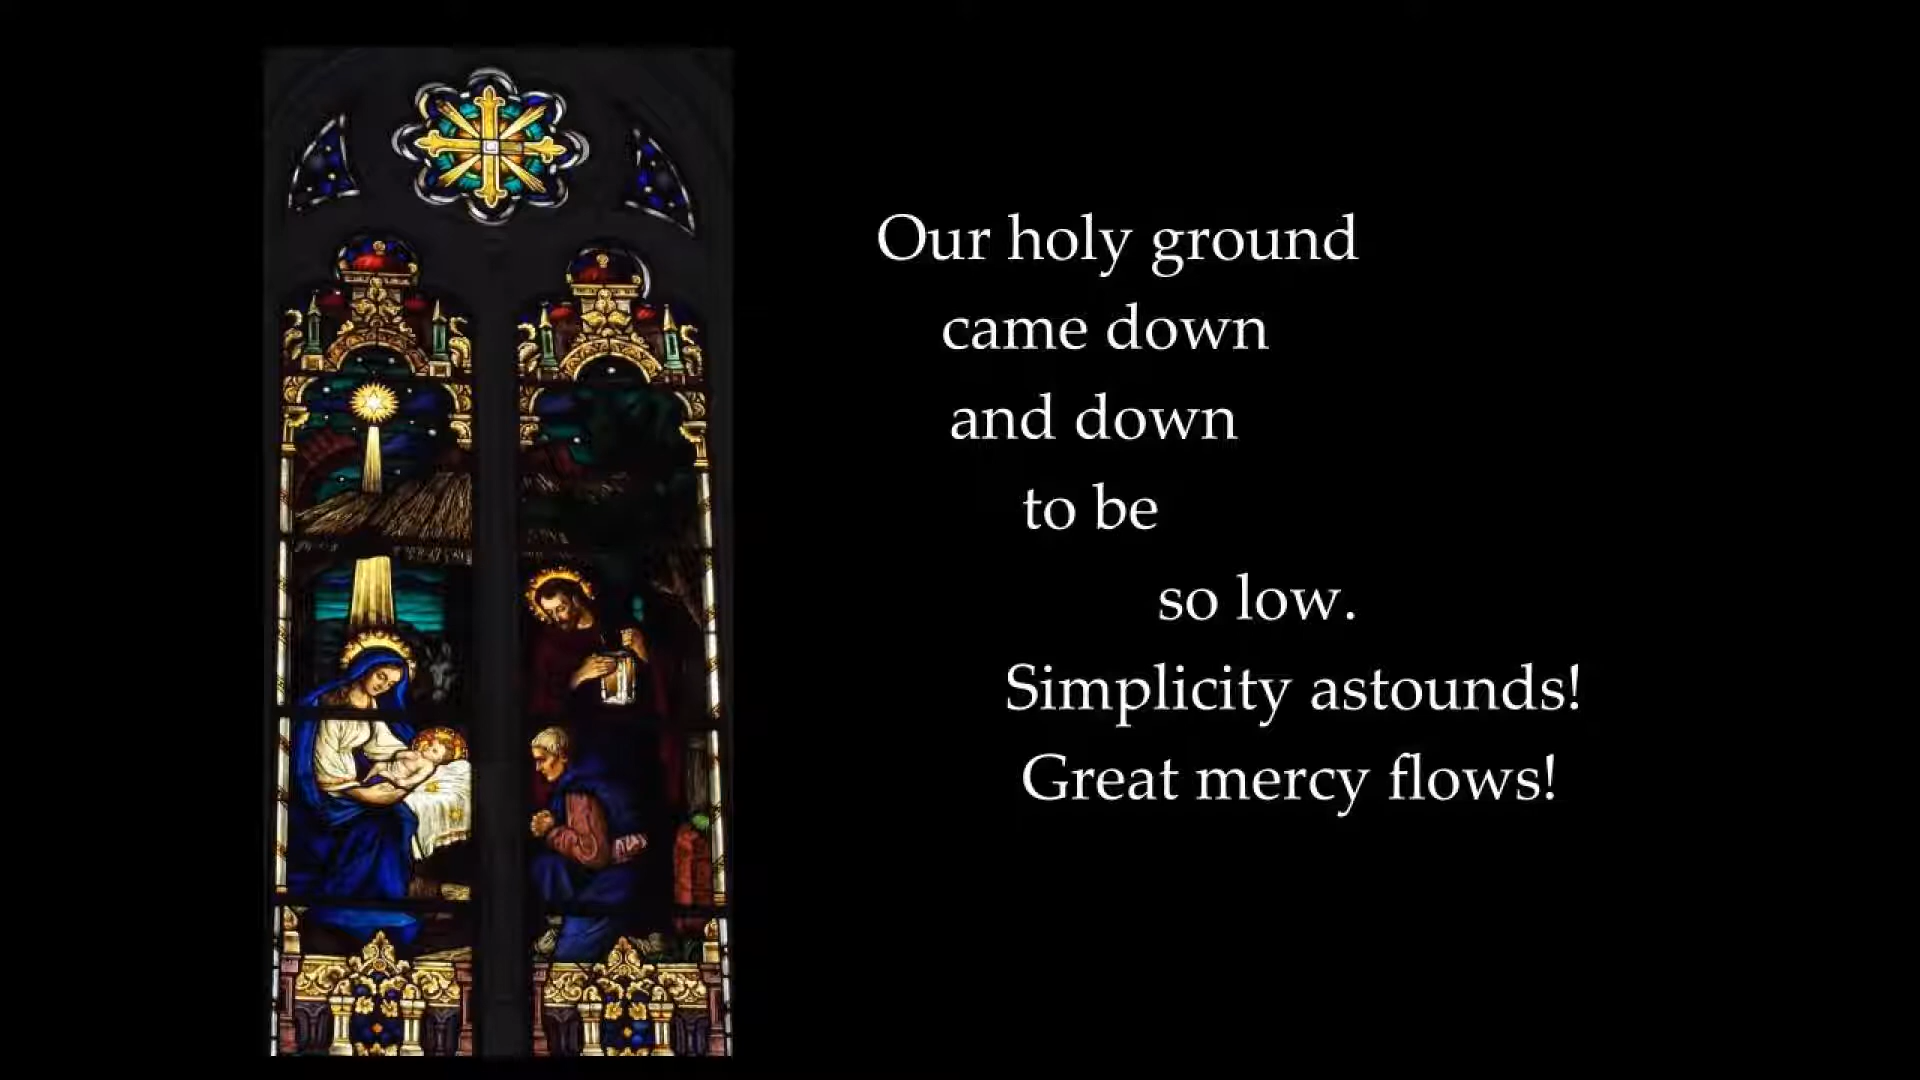 Our holy ground
came down
and down
to be
so low.
Simplicity astounds!
Great mercy flows!